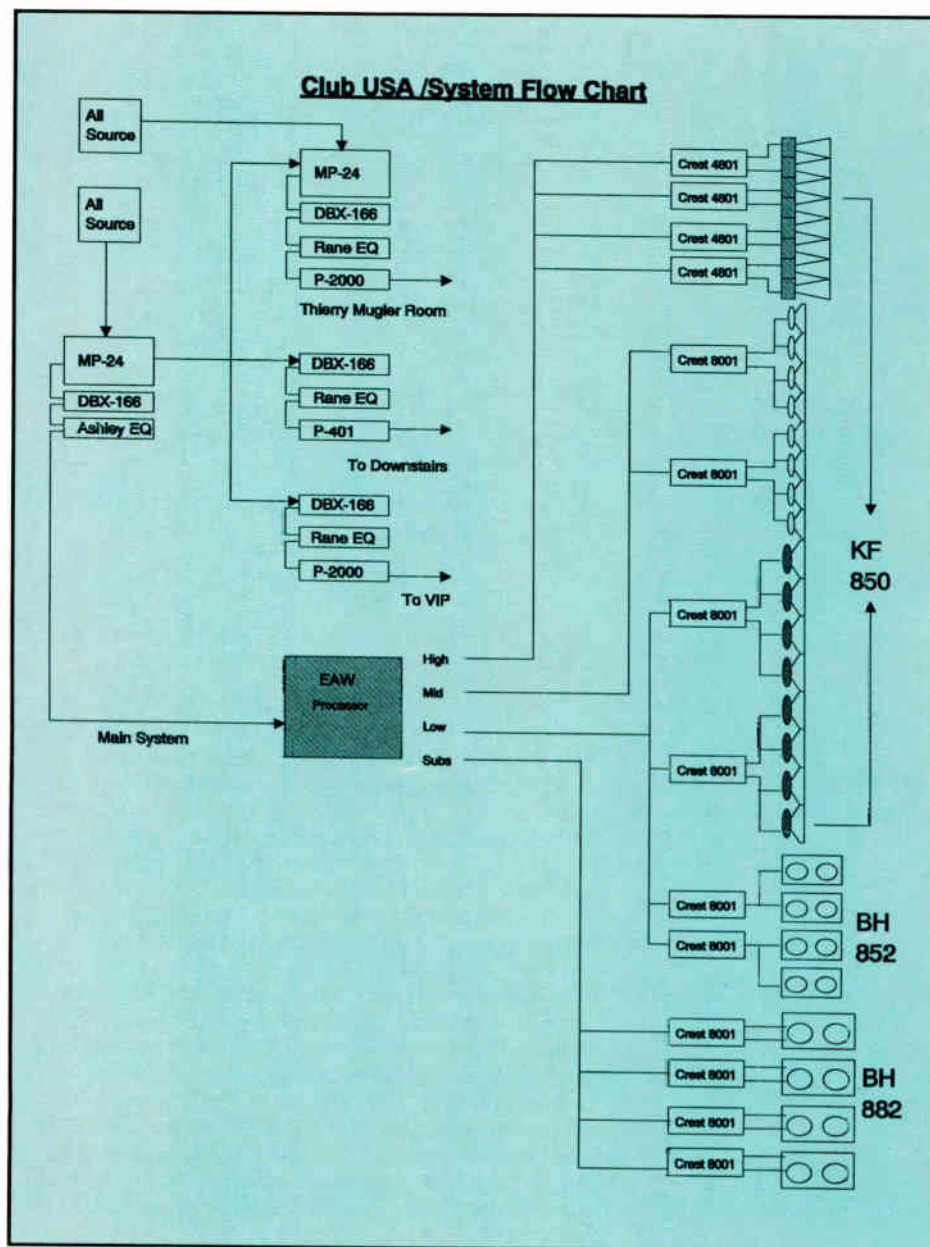 Club USA /System Flow Chart
All
Source
All
Source
MP-24
DBX-166
Rane EQ
P-2000
Thierry Mugler Room
MP-24
DBX-166
Ashley EQ
DBX-166
Rane EQ
P-401
To Downstairs
DBX-166
Rane EQ
P-2000
To VIP
EAW
Processor
Main System
High
Mid
Low
Subs
Crest 4801
Crest 4801
Crest 4801
Crest 4801
Crest 8001
Crest 8001
Crest 8001
Crest 8001
KF
850
Crest 8001
Crest 8001
BH
852
Crest 8001
Crest 8001
Crest 8001
Crest 8001
BH
882